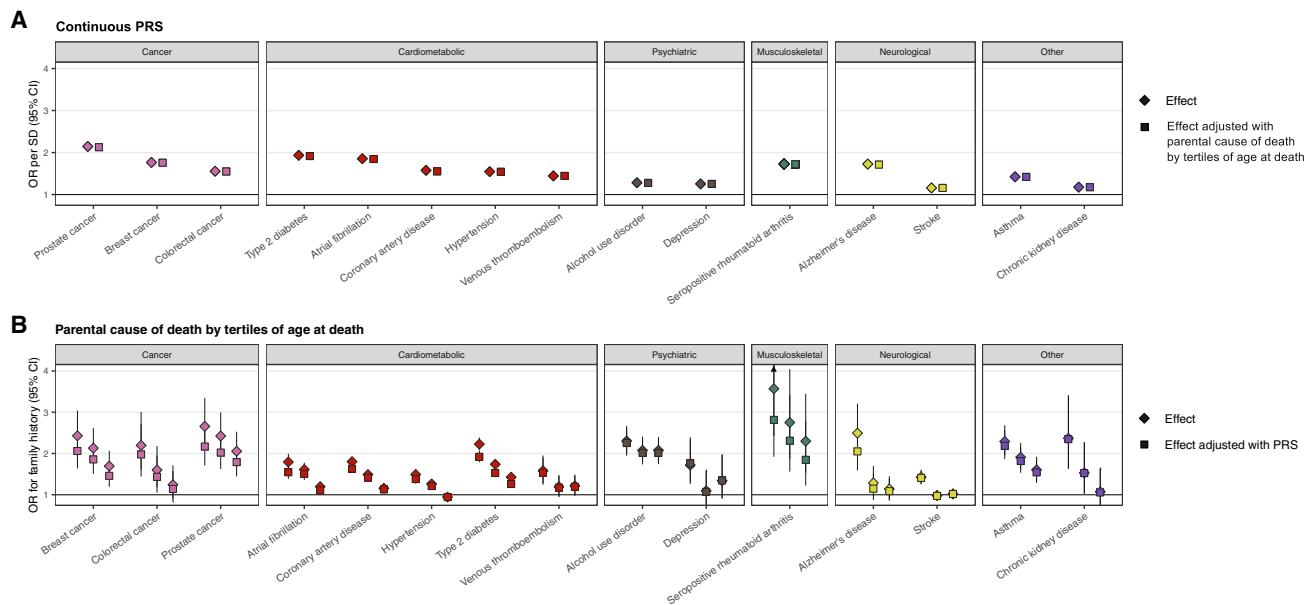 A
Continuous PRS
OR per SD (95% CI)
4
3
2
1
Cancer
Cardiometabolic
Psychiatric
Musculoskeletal
Neurological
Other
Prostate cancer
Breast cancer
Colorectal cancer
Type 2 diabetes
Atrial fibrillation
Coronary artery disease
Hypertension
Venous thromboembolism
Alcohol use disorder
Depression
Seropositive rheumatoid arthritis
Alzheimer's disease
Stroke
Asthma
Chronic kidney disease
Effect
Effect adjusted with
parental cause of death
by tertiles of age at death
B
Parental cause of death by tertiles of age at death
OR for family history (95% CI)
4
3
2
1
Cancer
Cardiometabolic
Psychiatric
Musculoskeletal
Neurological
Other
Breast cancer
Colorectal cancer
Prostate cancer
Atrial fibrillation
Coronary artery disease
Hypertension
Type 2 diabetes
Venous thromboembolism
Alcohol use disorder
Depression
Seropositive rheumatoid arthritis
Alzheimer's disease
Stroke
Asthma
Chronic kidney disease
Effect
Effect adjusted with PRS